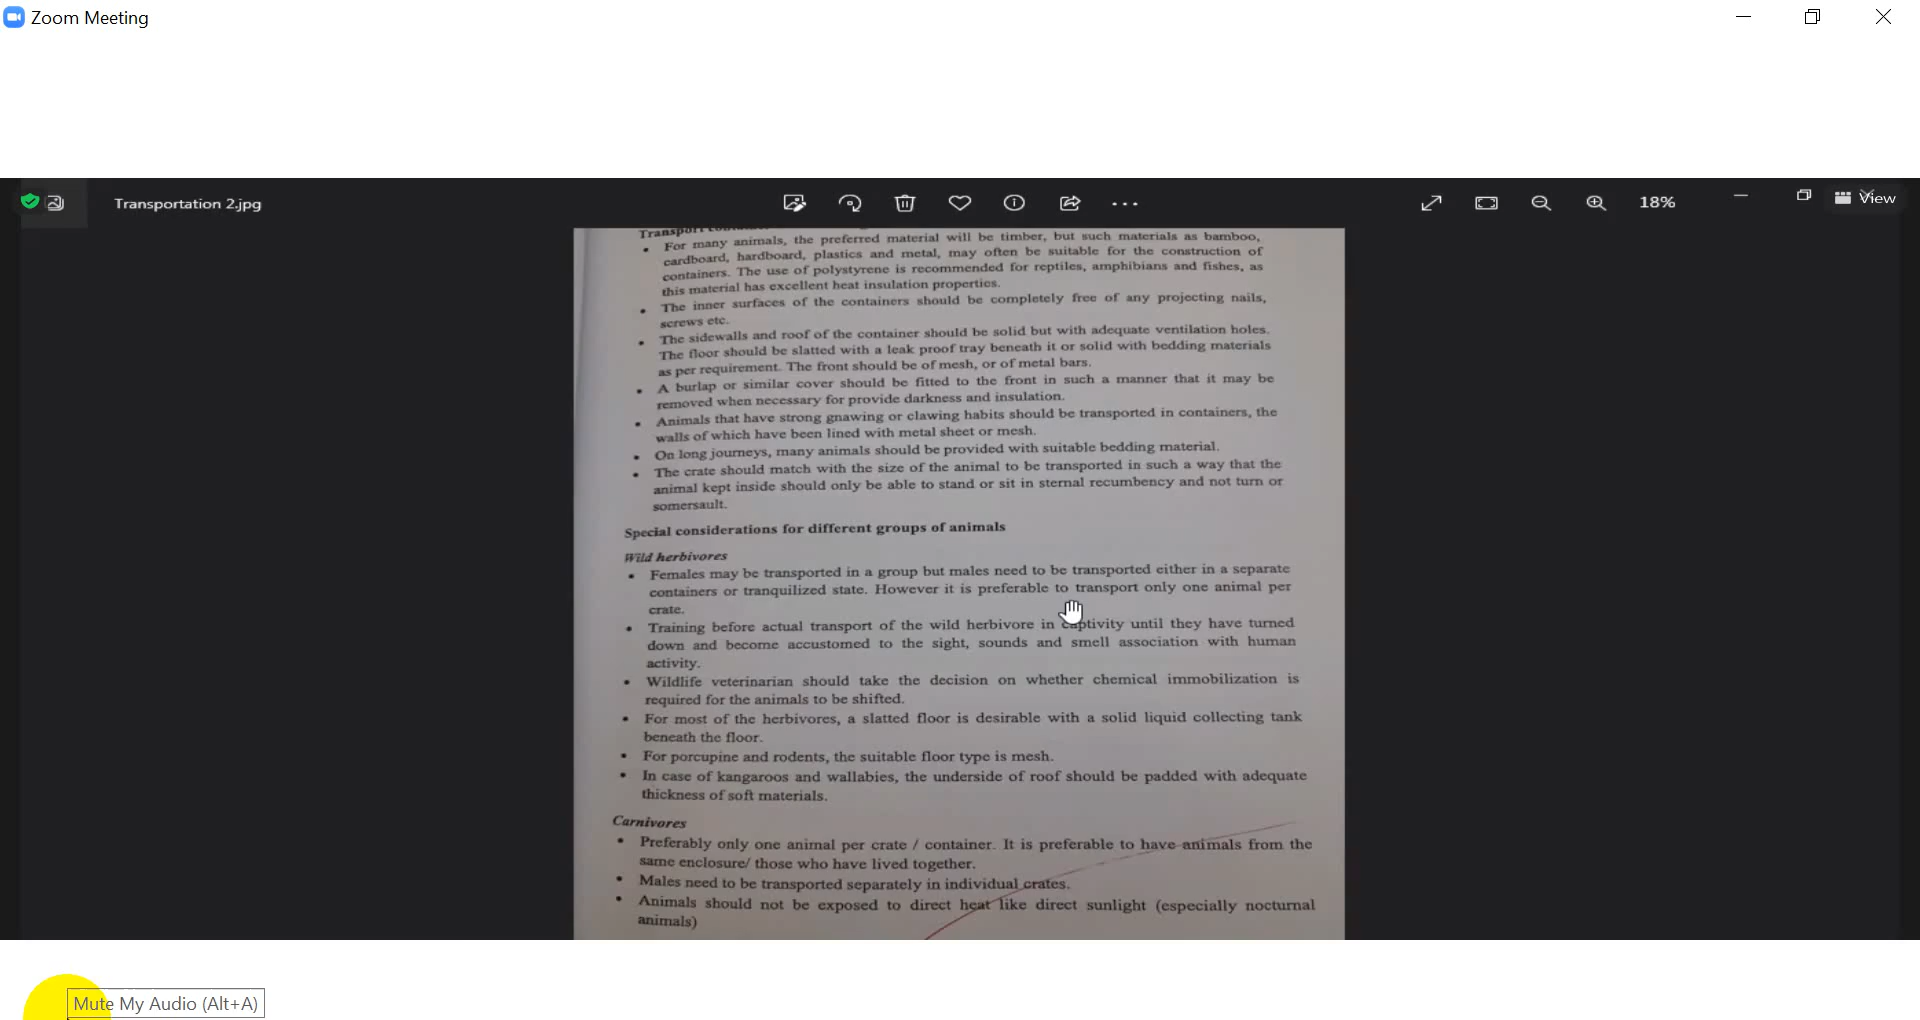 Zoom Meeting
Transportation 2.jpg
18%
View
Transport
• For many animals, the preferred material will be timber, but such materials as bamboo,
cardboard, hardboard, plastics and metal, may often be suitable for the construction of
containers. The use of polystyrene is recommended for reptiles, amphibians and fishes, as
this material has excellent heat insulation properties.
• The inner surfaces of the containers should be completely free of any projecting nails,
screws etc.
• The sidewalls and roof of the container should be solid but with adequate ventilation holes.
The floor should be slatted with a leak proof tray beneath it or solid with bedding materials
as per requirement. The front should be of mesh, or of metal bars.
• A burlap or similar cover should be fitted to the front in such a manner that it may be
removed when necessary for provide darkness and insulation.
• Animals that have strong gnawing or clawing habits should be transported in containers, the
walls of which have been lined with metal sheet or mesh.
• On long journeys, many animals should be provided with suitable bedding material.
• The crate should match with the size of the animal to be transported in such a way that the
animal kept inside should only be able to stand or sit in sternal recumbency and not turn or
somersault.
Special considerations for different groups of animals
Wild herbivores
• Females may be transported in a group but males need to be transported either in a separate
containers or tranquilized state. However it is preferable to transport only one animal per
crate.
• Training before actual transport of the wild herbivore in captivity until they have turned
down and become accustomed to the sight, sounds and smell association with human
activity.
• Wildlife veterinarian should take the decision on whether chemical immobilization is
required for the animals to be shifted.
• For most of the herbivores, a slatted floor is desirable with a solid liquid collecting tank
beneath the floor.
• For porcupine and rodents, the suitable floor type is mesh.
• In case of kangaroos and wallabies, the underside of roof should be padded with adequate
thickness of soft materials.
Carnivores
• Preferably only one animal per crate / container. It is preferable to have animals from the
same enclosure/ those who have lived together.
• Males need to be transported separately in individual crates.
• Animals should not be exposed to direct heat like direct sunlight (especially nocturnal
animals)
Mute My Audio (Alt+A)